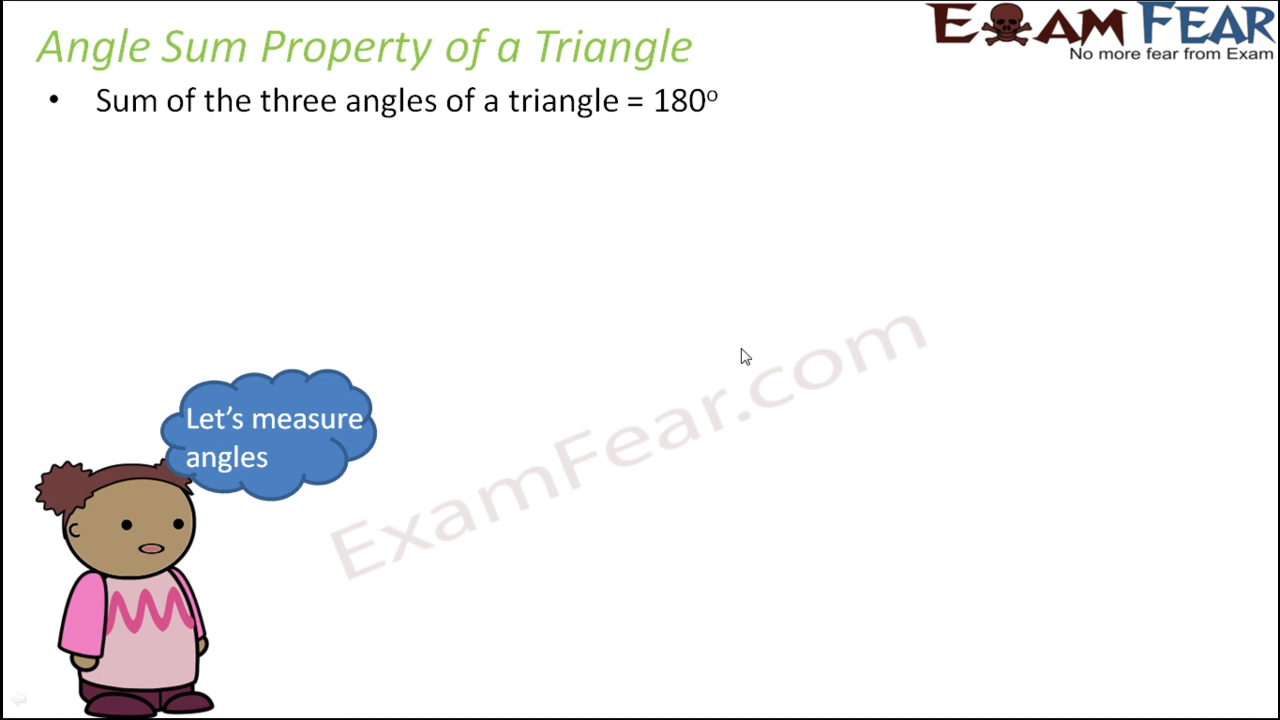 Angle Sum Property of a Triangle
EXAM FEAR
No more fear from Exam
• Sum of the three angles of a triangle = 180º
ExamFear.com
Let's measure
angles